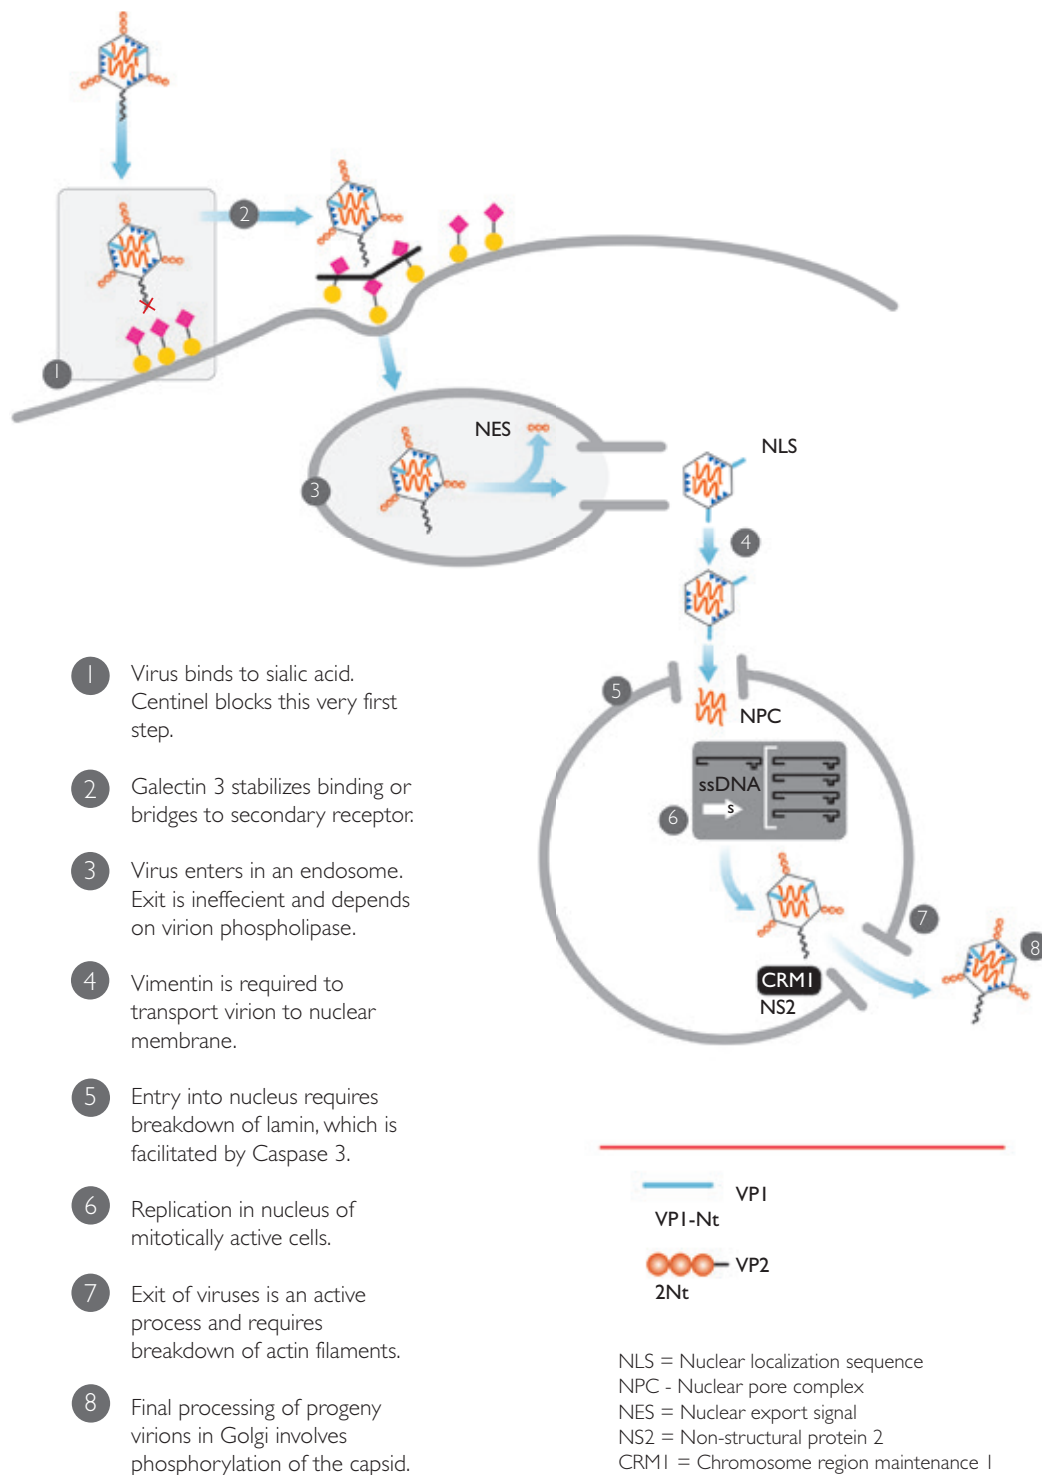 2
1
NES
3
NLS
4
5
NPC
ssDNA
s
6
7
8
CRM1
NS2
1 Virus binds to sialic acid.
Centinel blocks this very first
step.
2 Galectin 3 stabilizes binding or
bridges to secondary receptor.
3 Virus enters in an endosome.
Exit is ineffecient and depends
on virion phospholipase.
4 Vimentin is required to
transport virion to nuclear
membrane.
5 Entry into nucleus requires
breakdown of lamin, which is
facilitated by Caspase 3.
6 Replication in nucleus of
mitotically active cells.
7 Exit of viruses is an active
process and requires
breakdown of actin filaments.
8 Final processing of progeny
virions in Golgi involves
phosphorylation of the capsid.
VP1
VP1-Nt
VP2
2Nt
NLS = Nuclear localization sequence
NPC - Nuclear pore complex
NES = Nuclear export signal
NS2 = Non-structural protein 2
CRM1 = Chromosome region maintenance 1